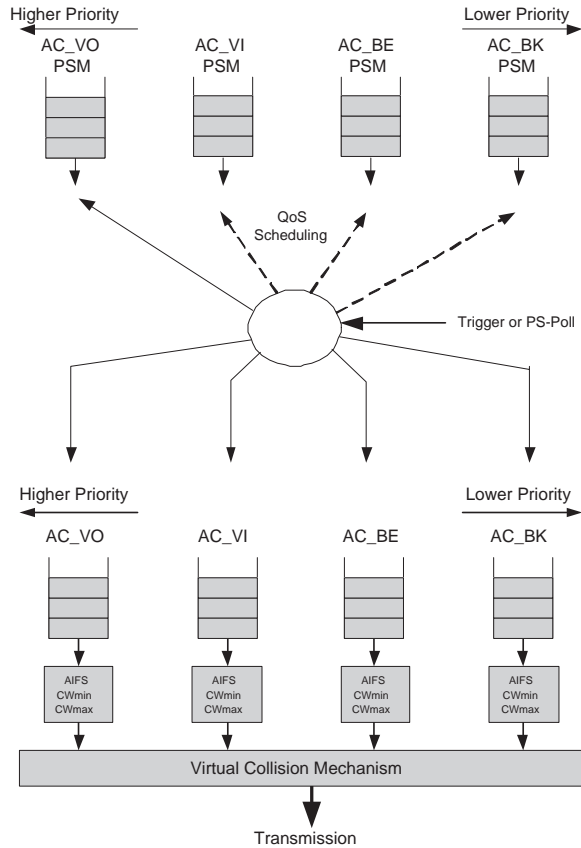 Higher Priority
Lower Priority
AC_VO
PSM
AC_VI
PSM
AC_BE
PSM
AC_BK
PSM
QoS
Scheduling
Trigger or PS-Poll
Higher Priority
Lower Priority
AC_VO
AC_VI
AC_BE
AC_BK
AIFS
CWmin
CWmax
AIFS
CWmin
CWmax
AIFS
CWmin
CWmax
AIFS
CWmin
CWmax
Virtual Collision Mechanism
Transmission